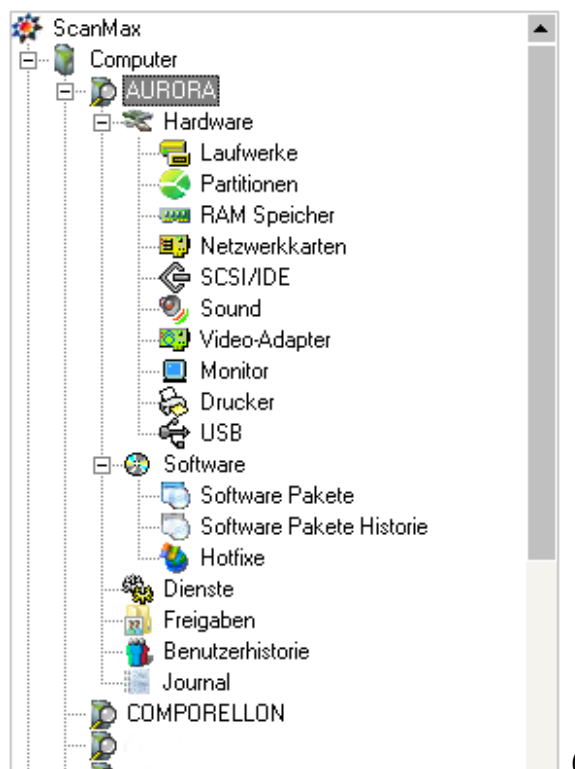 ScanMax
Computer
AURORA
Hardware
Laufwerke
Partitionen
RAM Speicher
Netzwerkkarten
SCSI/IDE
Sound
Video-Adapter
Monitor
Drucker
USB
Software
Software Pakete
Software Pakete Historie
Hotfixe
Dienste
Freigaben
Benutzerhistorie
Journal
COMPORELLON